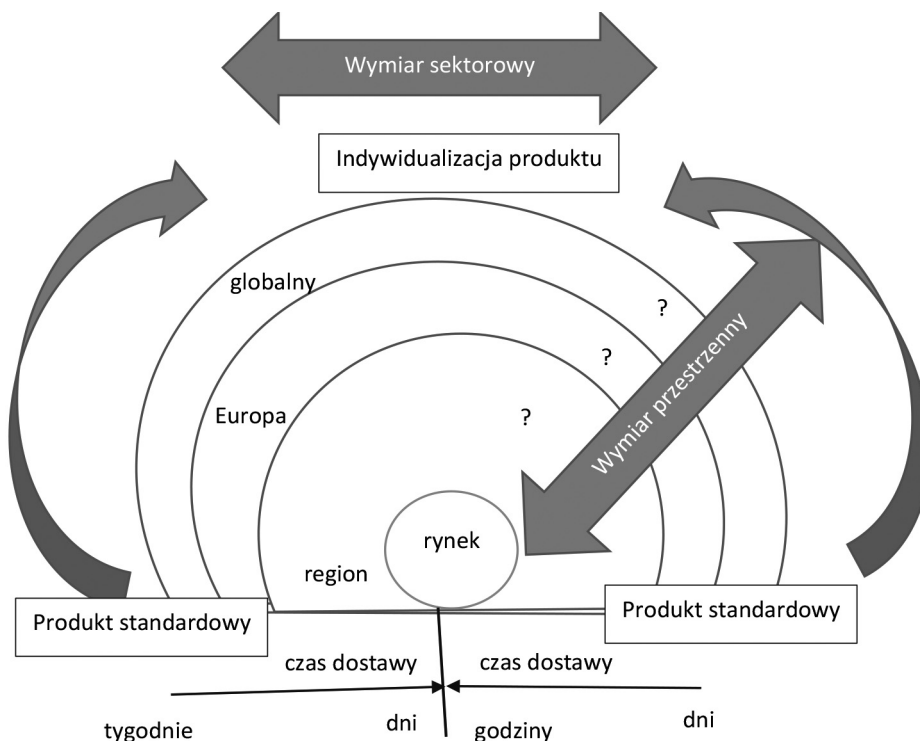 Wymiar sektorowy
Indywidualizacja produktu
globalny
?
?
Europa
?
Wymiar przestrzenny
rynek
region
Produkt standardowy
Produkt standardowy
czas dostawy
czas dostawy
tygodnie
dni
godziny
dni